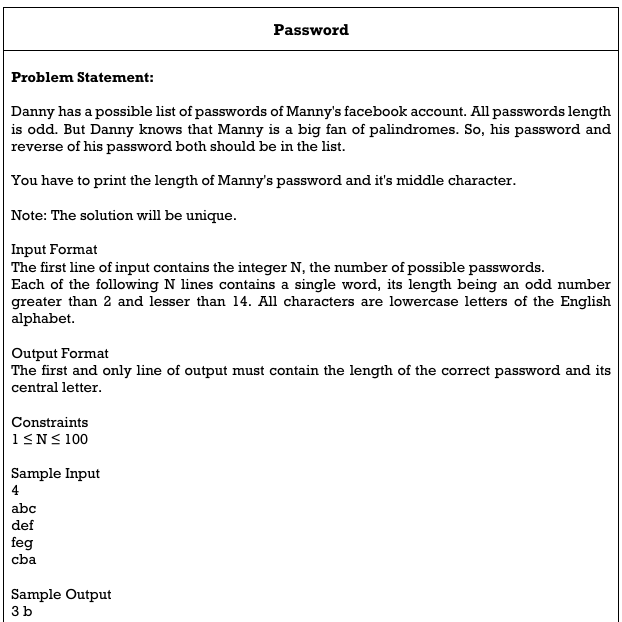 Password
Problem Statement:
Danny has a possible list of passwords of Manny's facebook account. All passwords length
is odd. But Danny knows that Manny is a big fan of palindromes. So, his password and
reverse of his password both should be in the list.
You have to print the length of Manny's password and it's middle character.
Note: The solution will be unique.
Input Format
The first line of input contains the integer N, the number of possible passwords.
Each of the following N lines contains a single word, its length being an odd number
greater than 2 and lesser than 14. All characters are lowercase letters of the English
alphabet.
Output Format
The first and only line of output must contain the length of the correct password and its
central letter.
Constraints
1 ≤ N ≤ 100
Sample Input
4
abc
def
feg
cba
Sample Output
3 b